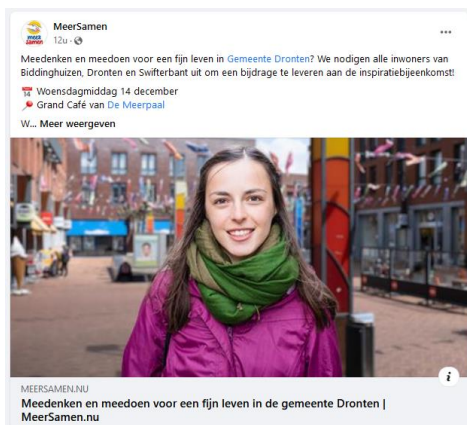 MeerSamen
meer
samen
12u ·
Meedenken en meedoen voor een fijn leven in Gemeente Dronten? We nodigen alle inwoners van
Biddinghuizen, Dronten en Swifterbant uit om een bijdrage te leveren aan de inspiratiebijeenkomst!
Woensdagmiddag 14 december
Grand Café van De Meerpaal
W... Meer weergeven
MEERSAMEN.NU
Meedenken en meedoen voor een fijn leven in de gemeente Dronten |
MeerSamen.nu